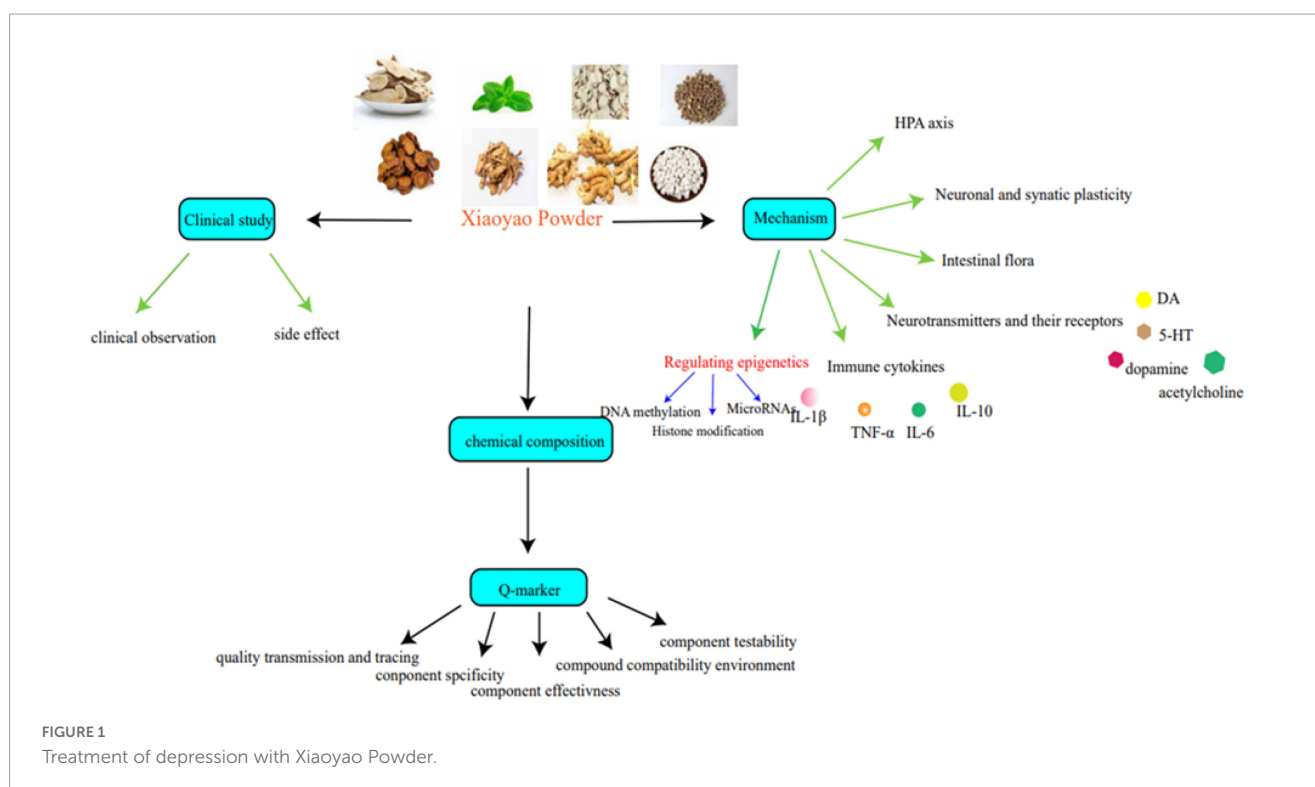 HPA axis
Neuronal and synatic plasticity
Clinical study
Xiaoyao Powder
Mechanism
Intestinal flora
DA
Neurotransmitters and their receptors
5-HT
clinical observation
side effect
Regulating epigenetics
Immune cytokines
dopamine
acetylcholine
DNA methylation
MicroRNAs
Histone modification
IL-1β
TNF-α
IL-6
IL-10
chemical composition
Q-marker
quality transmission and tracing
conponent spcificity
component effectivness
compound compatibility environment
component testability
FIGURE 1
Treatment of depression with Xiaoyao Powder.